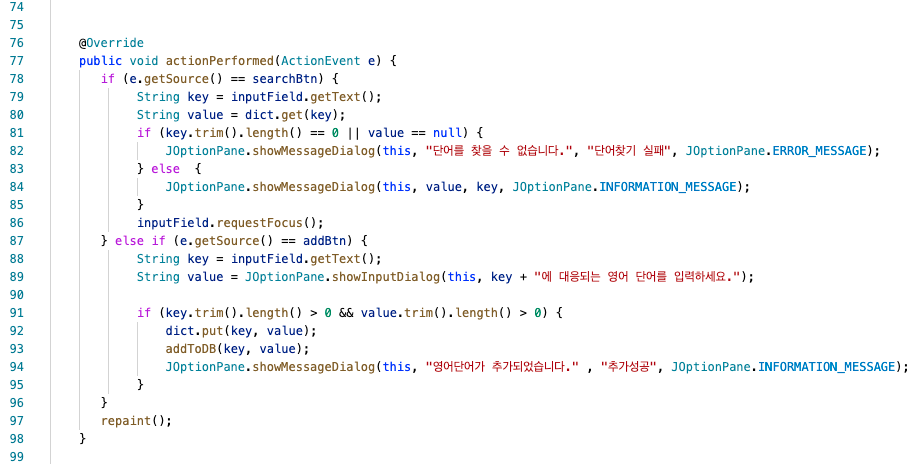 74
75
76 @Override
77 public void actionPerformed(ActionEvent e) {
78 if (e.getSource() == searchBtn) {
79 String key = inputField.getText();
80 String value = dict.get(key);
81 if (key.trim().length() == 0 || value == null) {
82 JOptionPane.showMessageDialog(this, "단어를 찾을 수 없습니다.", "단어찾기 실패", JOptionPane.ERROR_MESSAGE);
83 } else  {
84 JOptionPane.showMessageDialog(this, value, key, JOptionPane.INFORMATION_MESSAGE);
85 }
86 inputField.requestFocus();
87 } else if (e.getSource() == addBtn) {
88 String key = inputField.getText();
89 String value = JOptionPane.showInputDialog(this, key + "에 대응되는 영어 단어를 입력하세요.");
90
91 if (key.trim().length() > 0 && value.trim().length() > 0) {
92 dict.put(key, value);
93 addToDB(key, value);
94 JOptionPane.showMessageDialog(this, "영어단어가 추가되었습니다." , "추가성공", JOptionPane.INFORMATION_MESSAGE);
95 }
96 }
97 repaint();
98 }
99